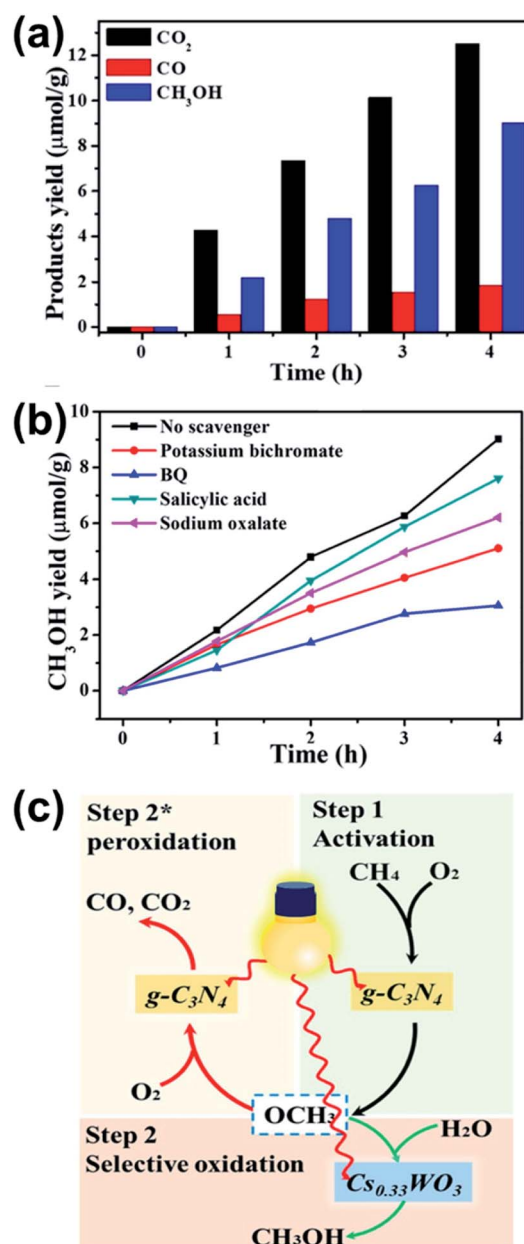 (a)
CO₂
CO
CH₃OH
Products yield (μmol/g)
12
10
8
6
4
2
0
0 1 2 3 4
Time (h)
(b)
No scavenger
Potassium bichromate
BQ
Salicylic acid
Sodium oxalate
CH₃OH yield (μmol/g)
10
8
6
4
2
0
0 1 2 3 4
Time (h)
(c)
Step 2*
peroxidation
Step 1
Activation
CH₄ O₂
CO, CO₂
g-C₃N₄ g-C₃N₄
O₂
OCH₃
Step 2
Selective oxidation
H₂O
Cs₀.₃₃WO₃
CH₃OH